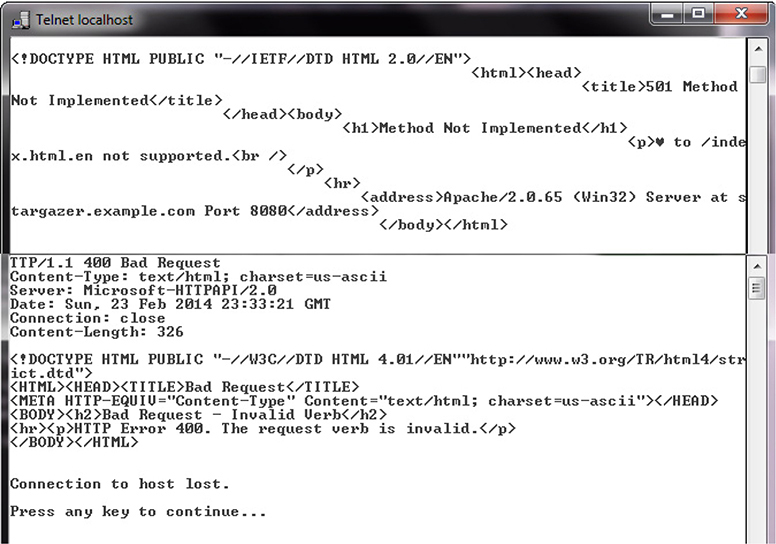 Telnet localhost
<!DOCTYPE HTML PUBLIC "-//IETF//DTD HTML 2.0//EN">
<html><head>
<title>501 Method
Not Implemented</title>
</head><body>
<h1>Method Not Implemented</h1>
<p>♥ to /inde
x.html.en not supported.<br />
</p>
<hr>
<address>Apache/2.0.65 (Win32) Server at s
targazer.example.com Port 8080</address>
</body></html>
TTP/1.1 400 Bad Request
Content-Type: text/html; charset=us-ascii
Server: Microsoft-HTTPAPI/2.0
Date: Sun, 23 Feb 2014 23:33:21 GMT
Connection: close
Content-Length: 326
<!DOCTYPE HTML PUBLIC "-//W3C//DTD HTML 4.01//EN""http://www.w3.org/TR/html4/str
ict.dtd">
<HTML><HEAD><TITLE>Bad Request</TITLE>
<META HTTP-EQUIV="Content-Type" Content="text/html; charset=us-ascii"></HEAD>
<BODY><h2>Bad Request - Invalid Verb</h2>
<hr><p>HTTP Error 400. The request verb is invalid.</p>
</BODY></HTML>
Connection to host lost.
Press any key to continue...